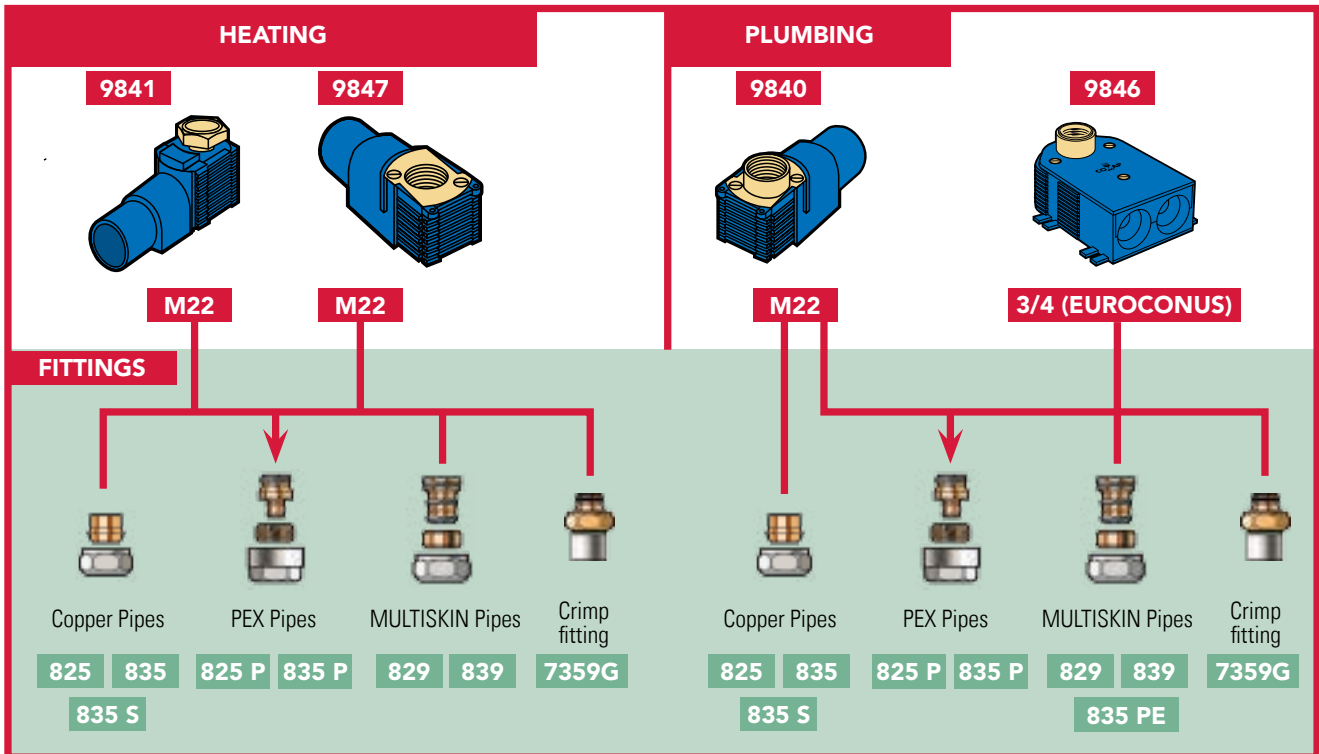 HEATING
PLUMBING
9841
9847
9840
9846
M22
M22
M22
3/4 (EUROCONUS)
FITTINGS
Copper Pipes
PEX Pipes
MULTISKIN Pipes
Crimp
fitting
Copper Pipes
PEX Pipes
MULTISKIN Pipes
Crimp
fitting
825 835
825 P 835 P
829 839
7359G
825 835
825 P 835 P
829 839
7359G
835 S
835 S
835 PE